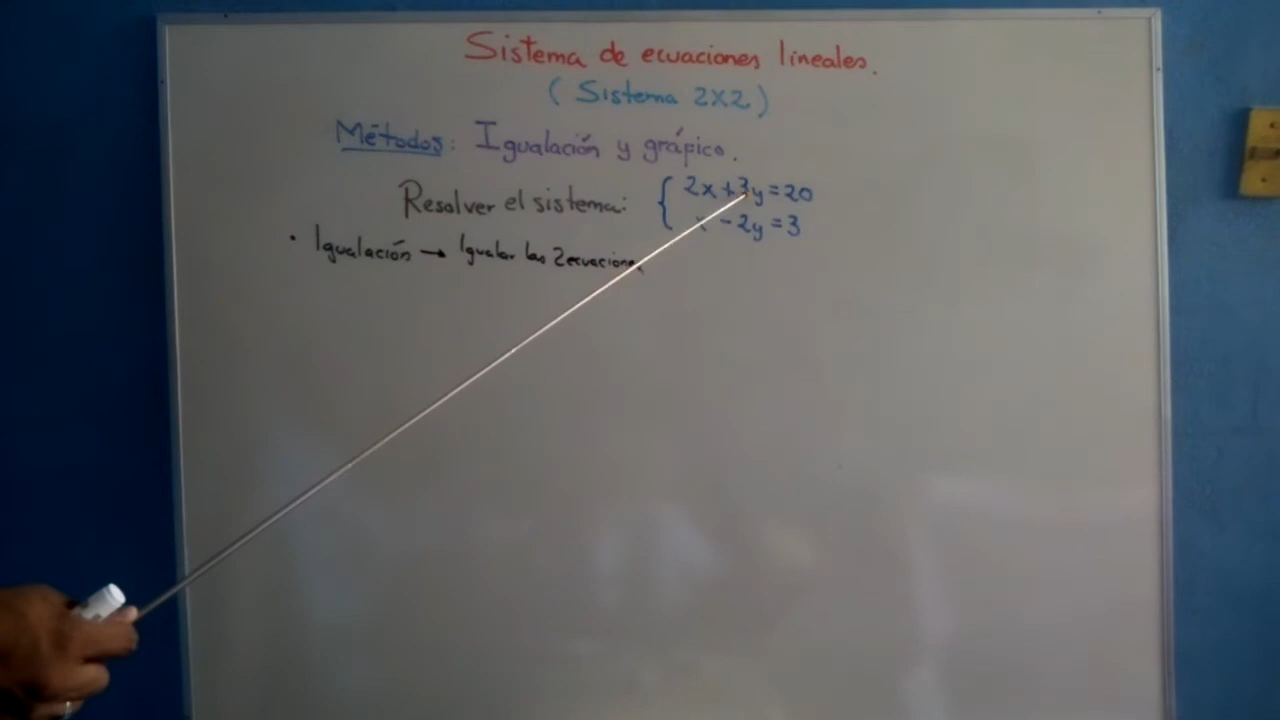 Sistema de ecuaciones lineales.
( Sistema 2x2 )
Métodos: Igualación y gráfico.
Resolver el sistema: { 2x+3y=20
x -2y=3
• Igualación → Igualar las 2 ecuaciones